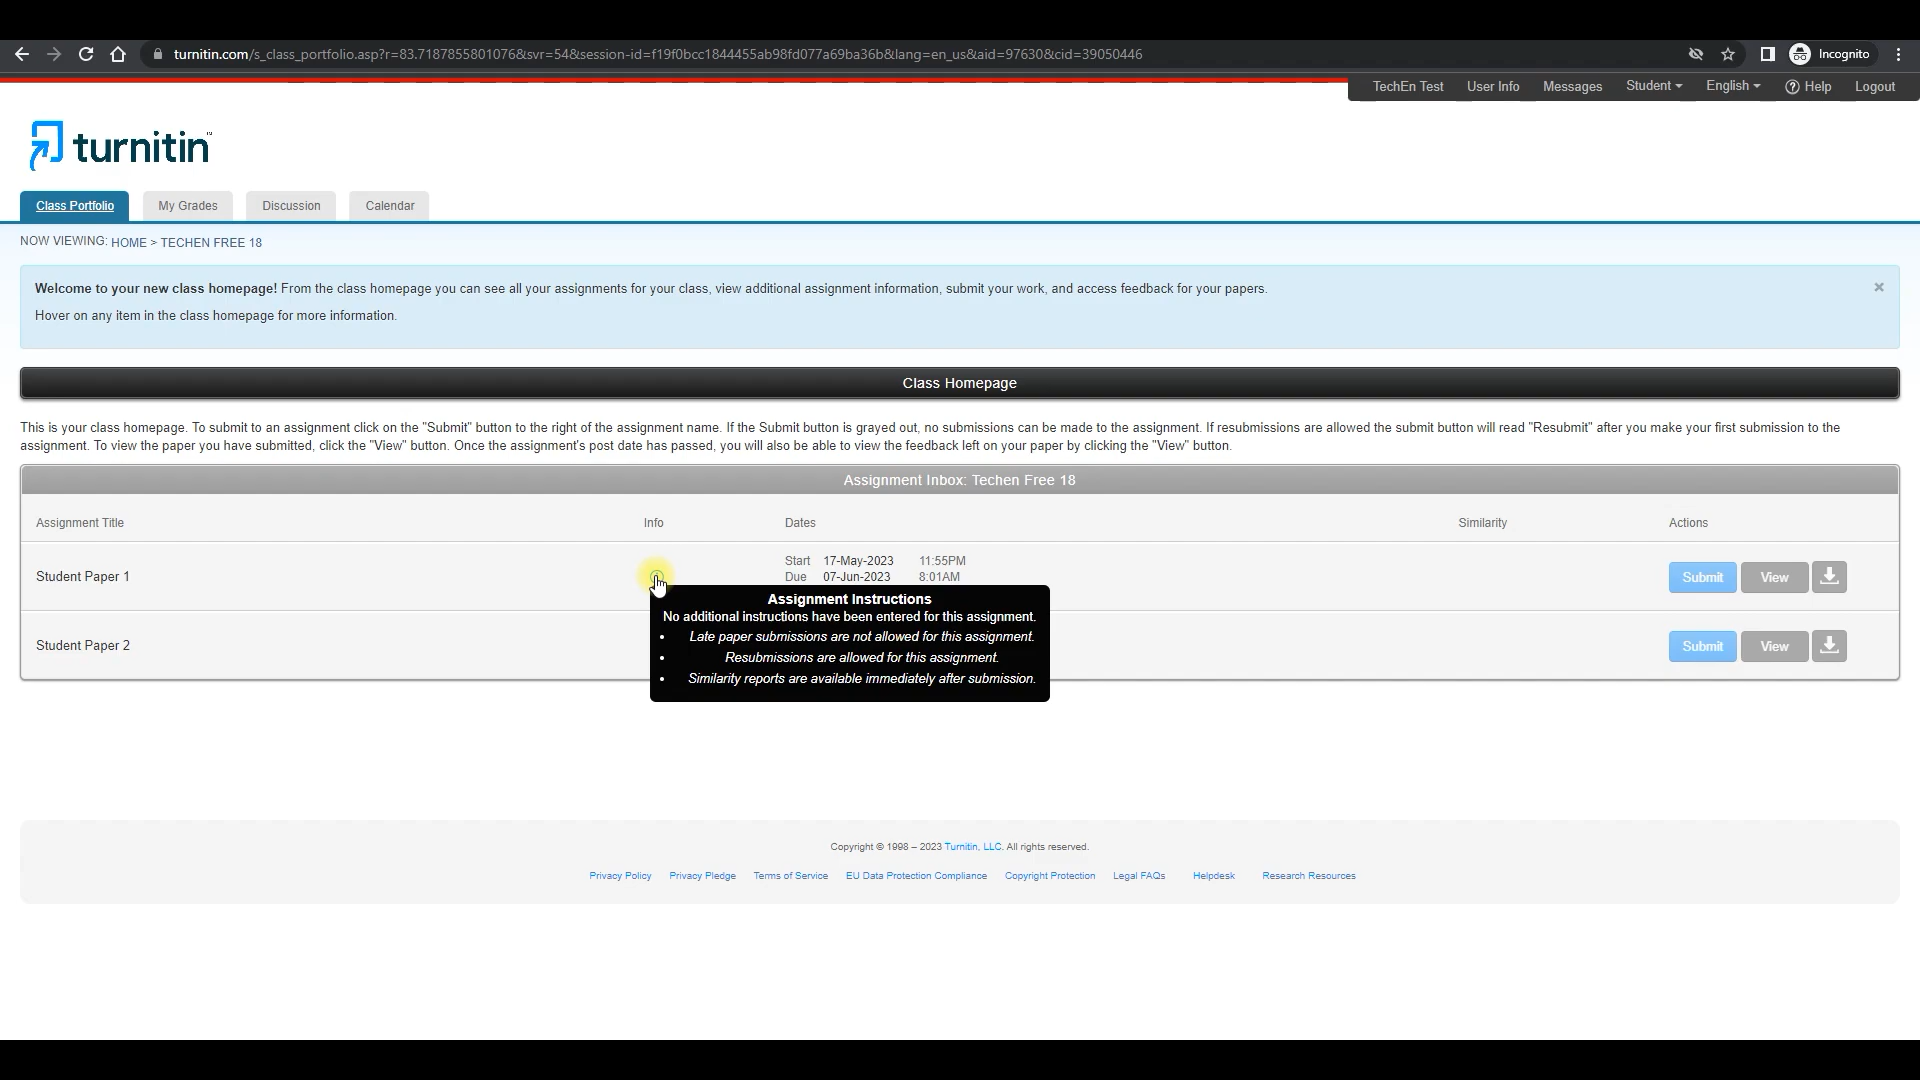 turnitin.com/s_class_portfolio.asp?r=83.7187855801076&svr=54&session-id=f19f0bcc1844455ab98fd077a69ba36b&lang=en_us&aid=97630&cid=39050446
Incognito
TechEn Test User Info Messages Student English Help Logout
turnitin
Class Portfolio My Grades Discussion Calendar
NOW VIEWING: HOME > TECHEN FREE 18
Welcome to your new class homepage! From the class homepage you can see all your assignments for your class, view additional assignment information, submit your work, and access feedback for your papers.
Hover on any item in the class homepage for more information.
Class Homepage
This is your class homepage. To submit to an assignment click on the "Submit" button to the right of the assignment name. If the Submit button is grayed out, no submissions can be made to the assignment. If resubmissions are allowed the submit button will read "Resubmit" after you make your first submission to the
assignment. To view the paper you have submitted, click the "View" button. Once the assignment's post date has passed, you will also be able to view the feedback left on your paper by clicking the "View" button.
Assignment Inbox: Techen Free 18
Assignment Title Info Dates Similarity Actions
Start 17-May-2023 11:55PM
Student Paper 1 Due 07-Jun-2023 8:01AM Submit View
Assignment Instructions
No additional instructions have been entered for this assignment.
• Late paper submissions are not allowed for this assignment.
• Resubmissions are allowed for this assignment.
• Similarity reports are available immediately after submission.
Student Paper 2 Submit View
Copyright © 1998 – 2023 Turnitin, LLC. All rights reserved.
Privacy Policy Privacy Pledge Terms of Service EU Data Protection Compliance Copyright Protection Legal FAQs Helpdesk Research Resources